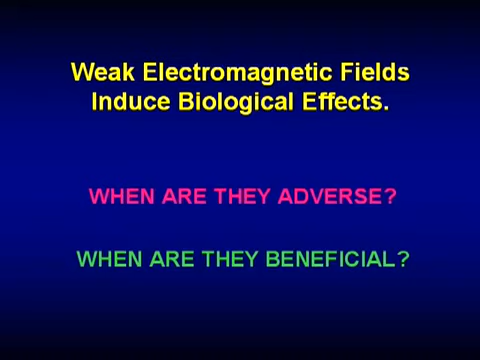 Weak Electromagnetic Fields
Induce Biological Effects.
WHEN ARE THEY ADVERSE?
WHEN ARE THEY BENEFICIAL?